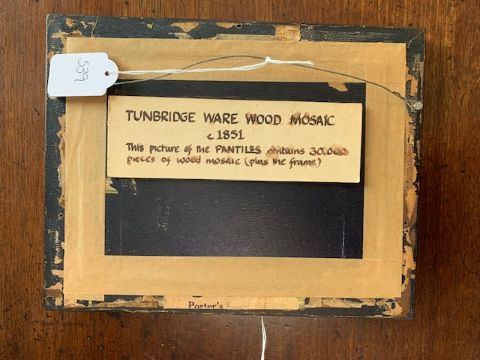 539
TUNBRIDGE WARE WOOD MOSAIC
c 1851
This picture of the PANTILES contains 30.000
pieces of wood mosaic (plus the frame)
Porter's